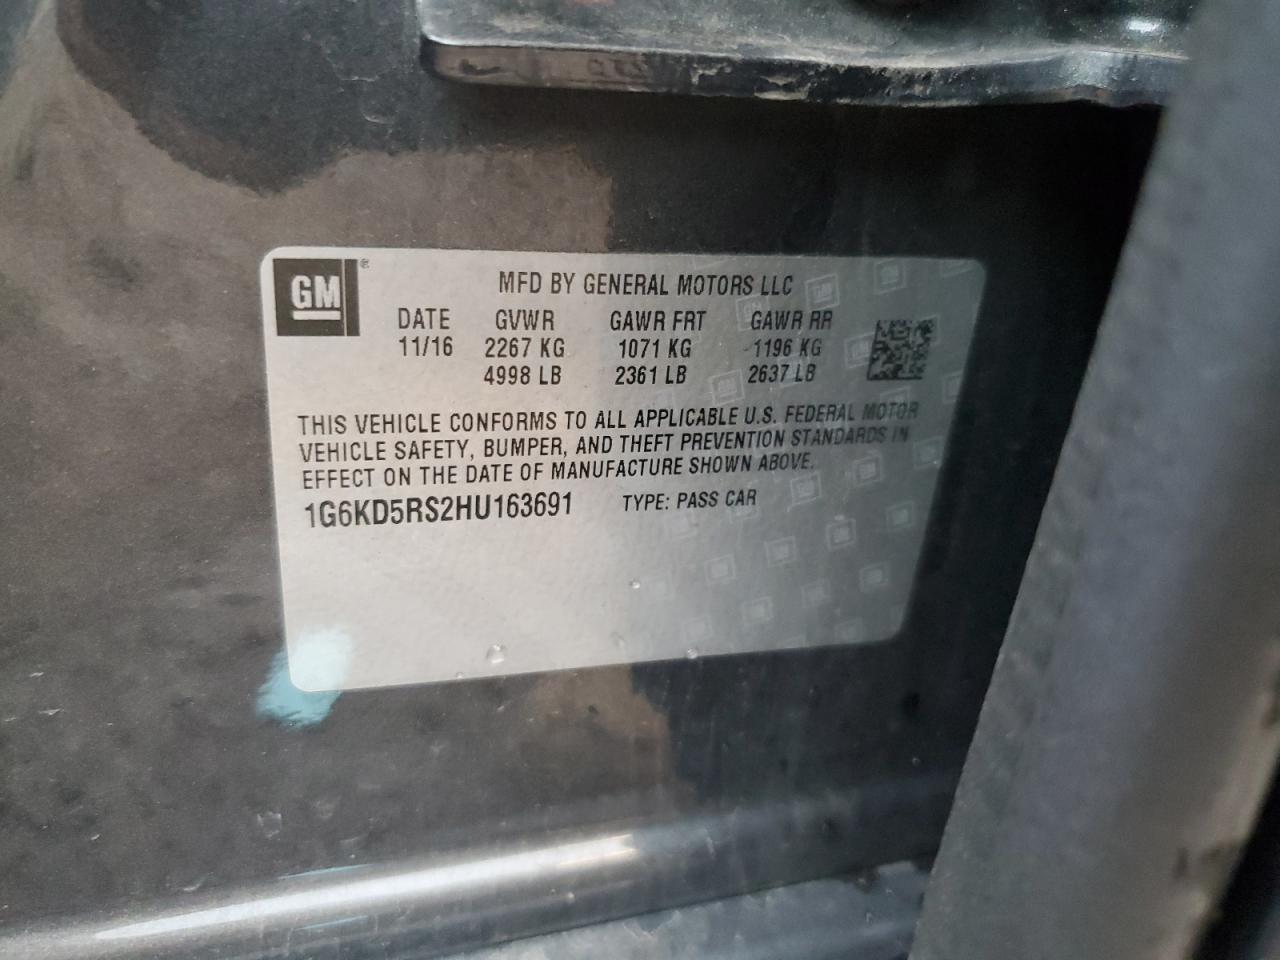 GM ®
MFD BY GENERAL MOTORS LLC
DATE GVWR GAWR FRT GAWR RR
11/16 2267 KG 1071 KG 1196 KG
4998 LB 2361 LB 2637 LB
THIS VEHICLE CONFORMS TO ALL APPLICABLE U.S. FEDERAL MOTOR
VEHICLE SAFETY, BUMPER, AND THEFT PREVENTION STANDARDS IN
EFFECT ON THE DATE OF MANUFACTURE SHOWN ABOVE.
1G6KD5RS2HU163691 TYPE: PASS CAR